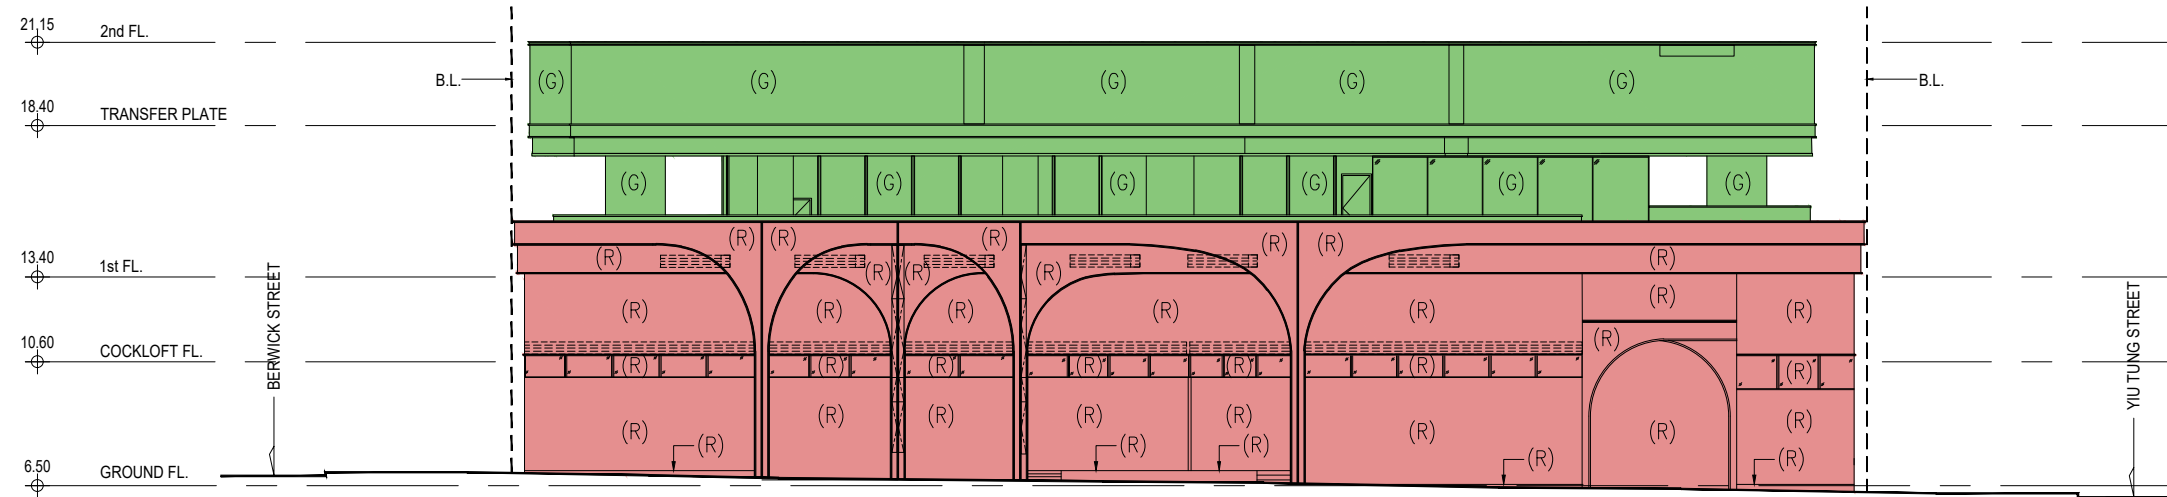 21.15 2nd FL.
B.L. (G) (G) (G) (G) (G) B.L.
18.40 TRANSFER PLATE
(G) (G) (G) (G) (G) (G)
(R) (R) (R) (R) (R)
13.40 1st FL. (R) (R) (R) (R) (R)
(R)
(R) (R) (R) (R) (R) (R)
(R)
10.60 COCKLOFT FL. (R) (R) (R) (R) (R) (R) (R)
BERWICK STREET
YIU TUNG STREET
(R) (R) (R) (R) (R) (R) (R) (R)
(R) (R) (R) (R) (R)
6.50 GROUND FL.